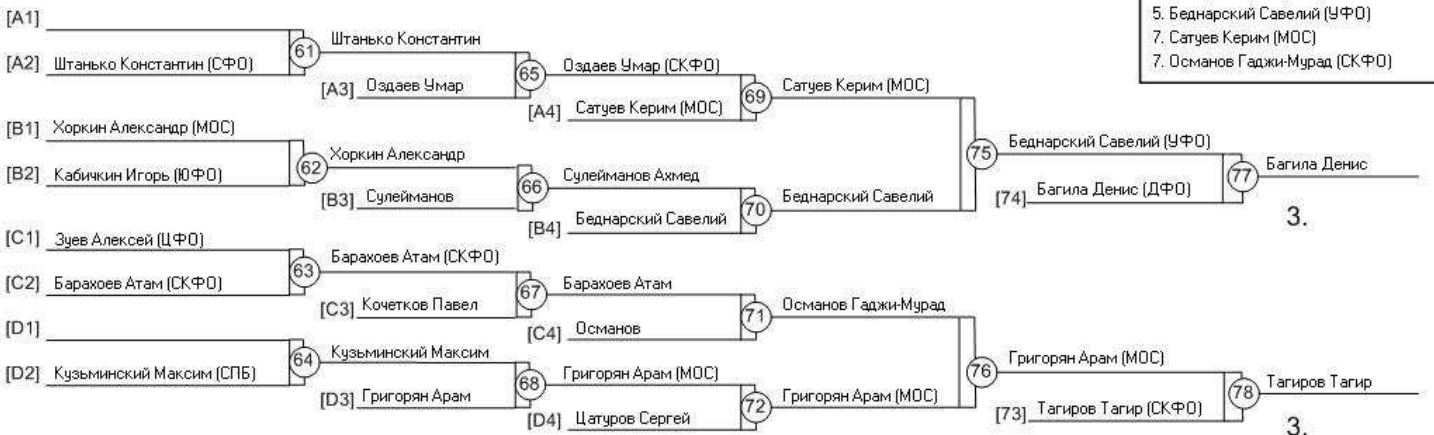 5. Беднарский Савелий (УФО)
7. Сатуев Керим (МОС)
7. Османов Гаджи-Мурад (СКФО)
[A1]
[A2] Штанько Константин (СФО)
61
Штанько Константин
[A3] Оздаев Умар
65
Оздаев Умар (СКФО)
[A4] Сатуев Керим (МОС)
69
Сатуев Керим (МОС)
[B1] Хоркин Александр (МОС)
[B2] Кабичкин Игорь (ЮФО)
62
Хоркин Александр
[B3] Сулейманов
66
Сулейманов Ахмед
[B4] Беднарский Савелий
70
Беднарский Савелий
75
Беднарский Савелий (УФО)
[74] Багила Денис (ДФО)
77
Багила Денис
3.
[C1] Зуев Алексей (ЦФО)
[C2] Барахоев Атам (СКФО)
63
Барахоев Атам (СКФО)
[C3] Кочетков Павел
67
Барахоев Атам
[C4] Османов
71
Османов Гаджи-Мурад
[D1]
[D2] Кузьминский Максим (СПБ)
64
Кузьминский Максим
[D3] Григорян Арам
68
Григорян Арам (МОС)
[D4] Цатуров Сергей
72
Григорян Арам (МОС)
76
Григорян Арам (МОС)
[73] Тагиров Тагир (СКФО)
78
Тагиров Тагир
3.